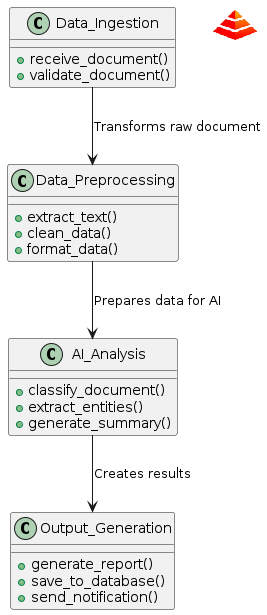 C Data_Ingestion
receive_document()
validate_document()
Transforms raw document
C Data_Preprocessing
extract_text()
clean_data()
format_data()
Prepares data for AI
C AI_Analysis
classify_document()
extract_entities()
generate_summary()
Creates results
C Output_Generation
generate_report()
save_to_database()
send_notification()